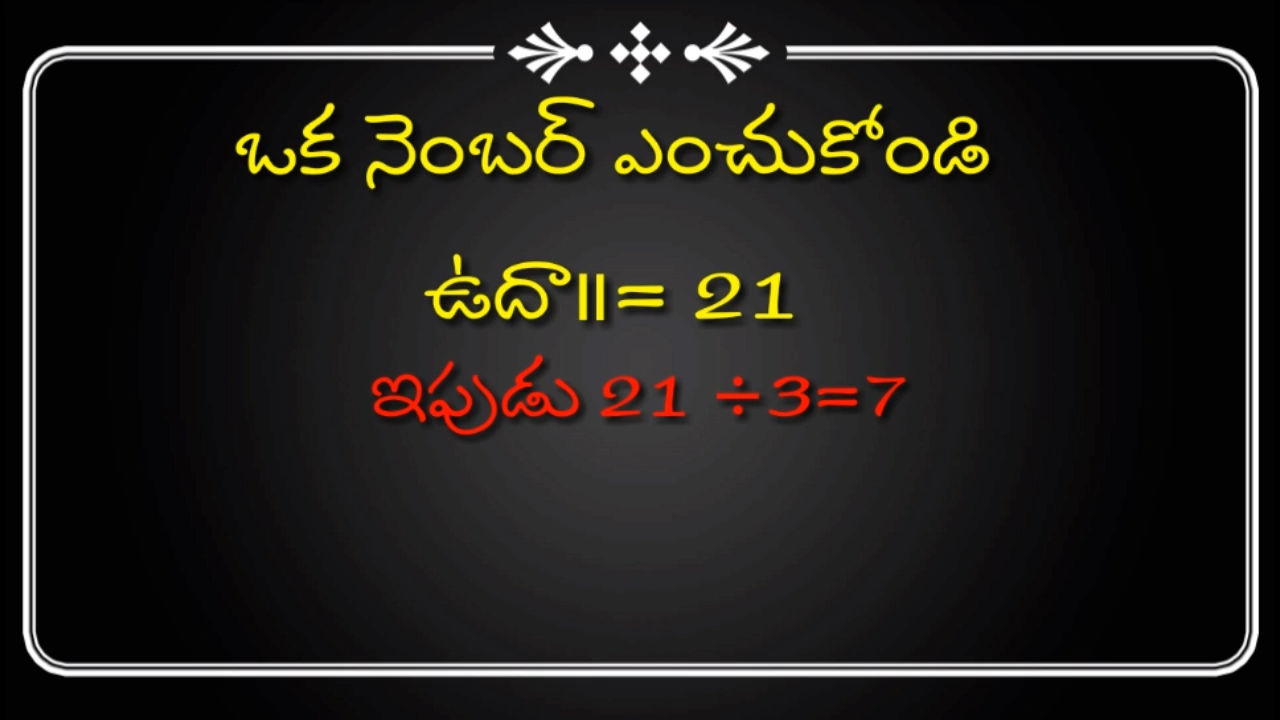 ఒక నెంబర్ ఎంచుకోండి
ఉదా॥= 21
ఇపుడు 21 ÷3=7